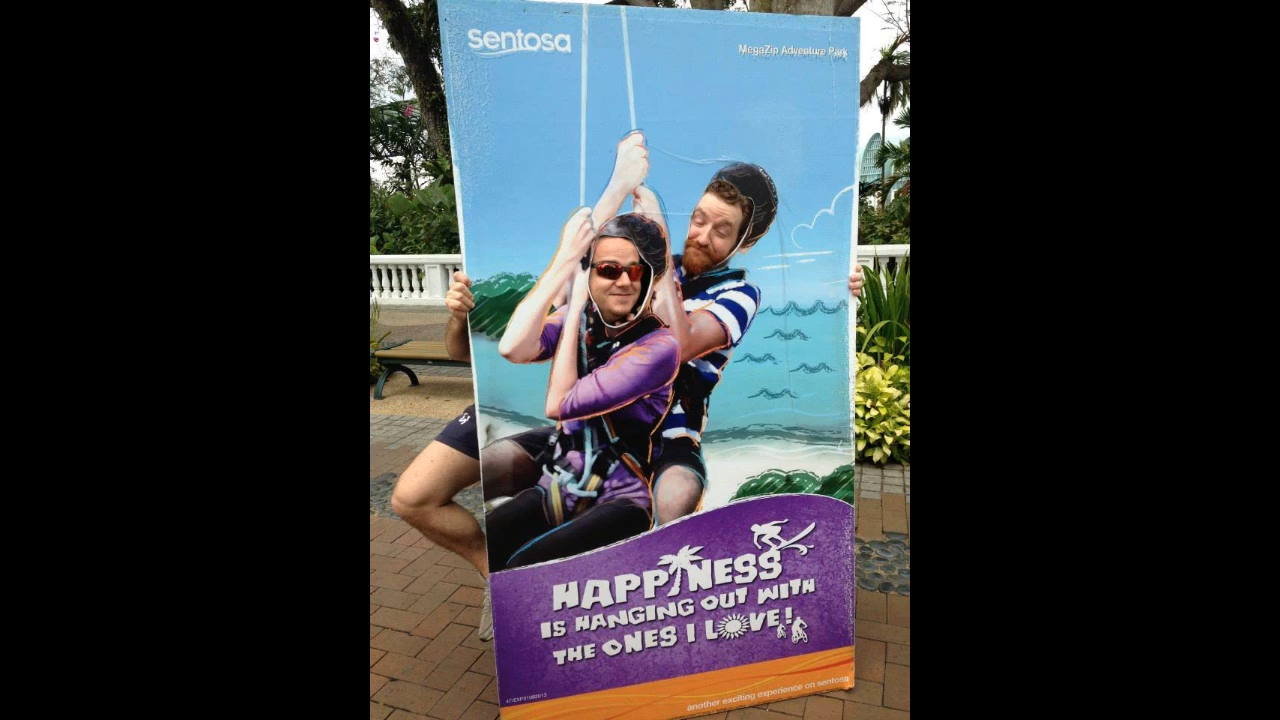 sentosa
MegaZip Adventure Park
HAPPINESS
IS HANGING OUT WITH
THE ONES I LOVE!
another exciting experience on sentosa